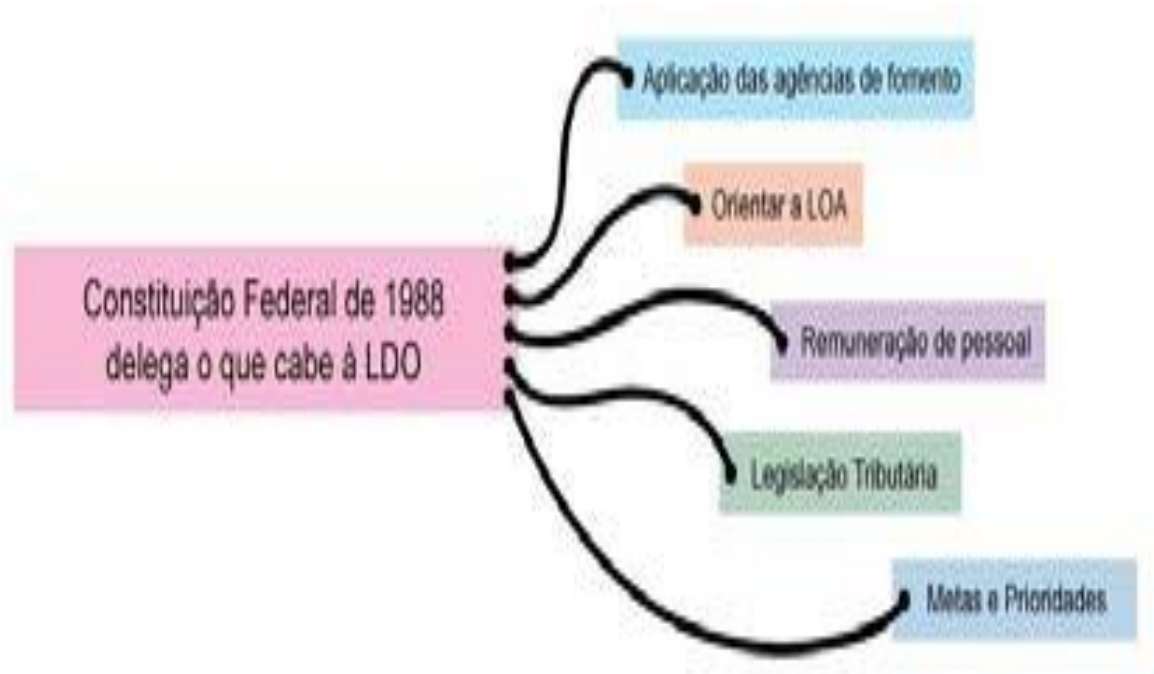 Aplicação das agências de fomento
Orientar a LOA
Constituição Federal de 1988
delega o que cabe à LDO
Remuneração de pessoal
Legislação Tributária
Metas e Prioridades